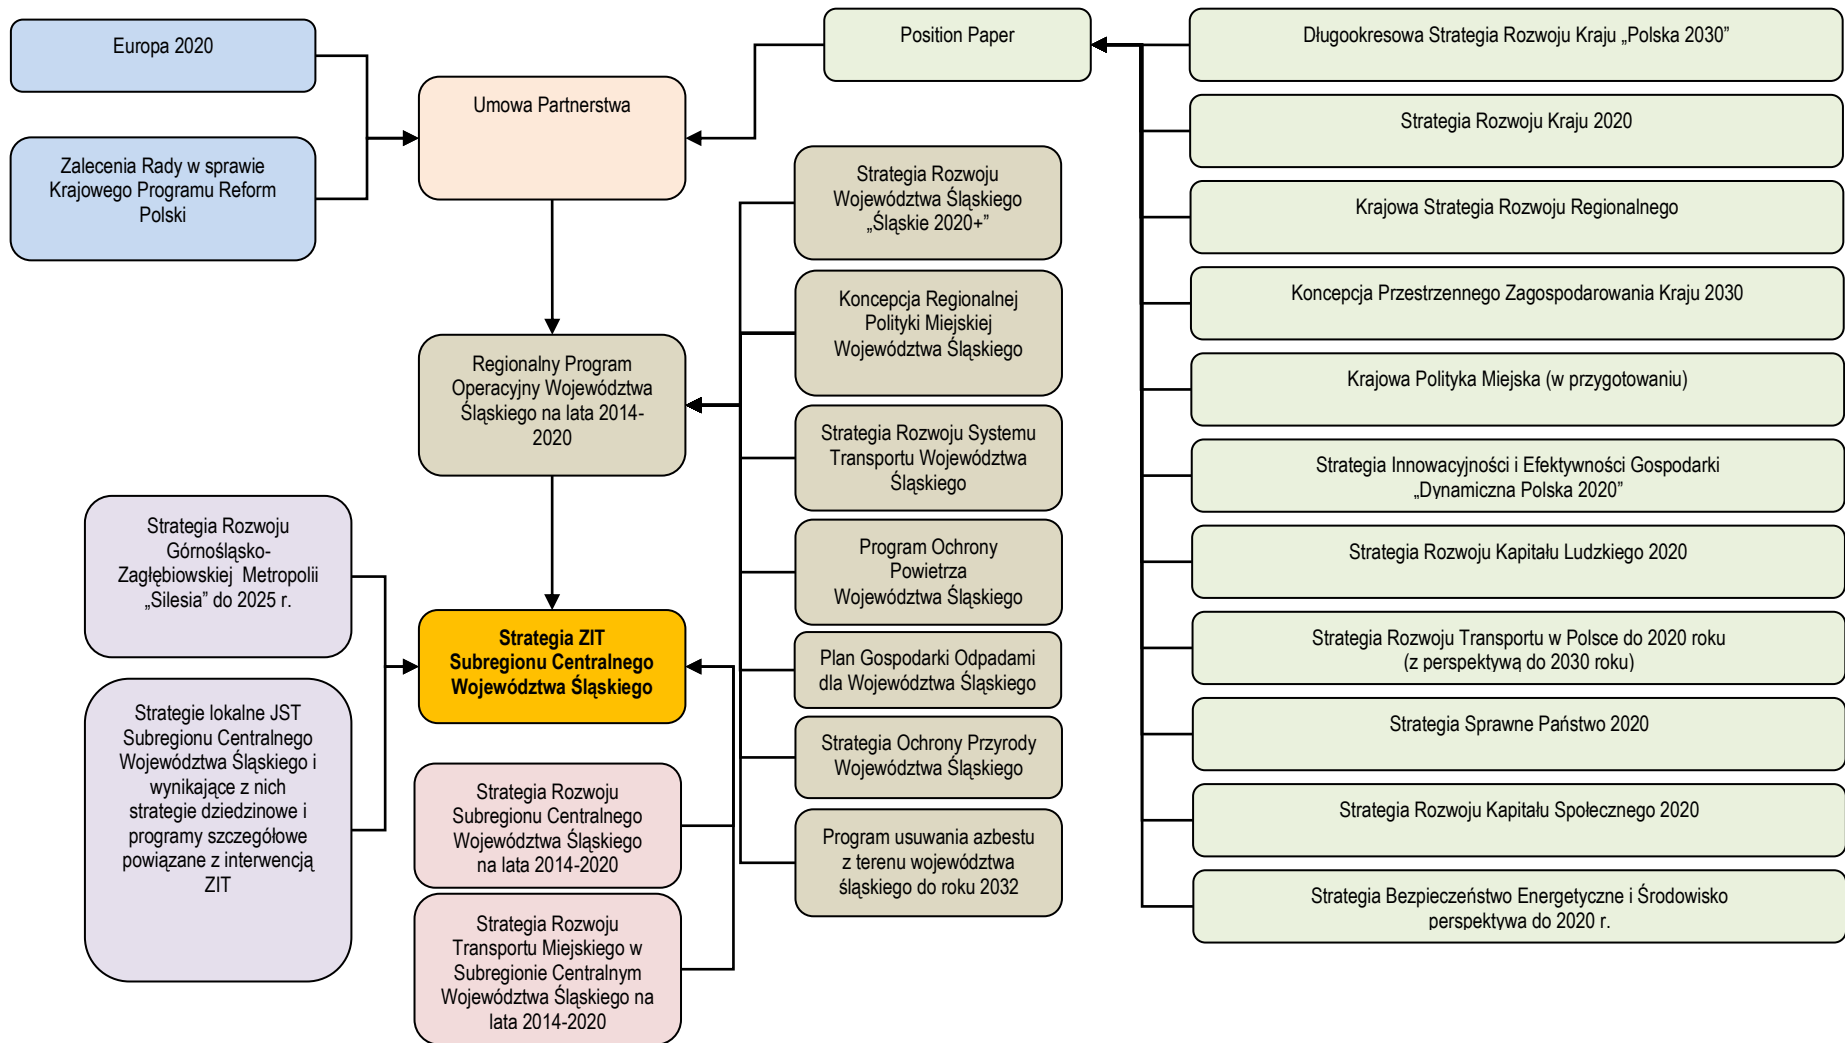 Europa 2020
Zalecenia Rady w sprawie
Krajowego Programu Reform
Polski
Umowa Partnerstwa
Position Paper
Regionalny Program
Operacyjny Województwa
Śląskiego na lata 2014-
2020
Strategia Rozwoju
Górnośląsko-
Zagłębiowskiej Metropolii
„Silesia” do 2025 r.
Strategie lokalne JST
Subregionu Centralnego
Województwa Śląskiego i
wynikające z nich
strategie dziedzinowe i
programy szczegółowe
powiązane z interwencją
ZIT
Strategia ZIT
Subregionu Centralnego
Województwa Śląskiego
Strategia Rozwoju
Subregionu Centralnego
Województwa Śląskiego
na lata 2014-2020
Strategia Rozwoju
Transportu Miejskiego w
Subregionie Centralnym
Województwa Śląskiego na
lata 2014-2020
Strategia Rozwoju
Województwa Śląskiego
„Śląskie 2020+”
Koncepcja Regionalnej
Polityki Miejskiej
Województwa Śląskiego
Strategia Rozwoju Systemu
Transportu Województwa
Śląskiego
Program Ochrony
Powietrza
Województwa Śląskiego
Plan Gospodarki Odpadami
dla Województwa Śląskiego
Strategia Ochrony Przyrody
Województwa Śląskiego
Program usuwania azbestu
z terenu województwa
śląskiego do roku 2032
Długookresowa Strategia Rozwoju Kraju „Polska 2030”
Strategia Rozwoju Kraju 2020
Krajowa Strategia Rozwoju Regionalnego
Koncepcja Przestrzennego Zagospodarowania Kraju 2030
Krajowa Polityka Miejska (w przygotowaniu)
Strategia Innowacyjności i Efektywności Gospodarki
„Dynamiczna Polska 2020”
Strategia Rozwoju Kapitału Ludzkiego 2020
Strategia Rozwoju Transportu w Polsce do 2020 roku
(z perspektywą do 2030 roku)
Strategia Sprawne Państwo 2020
Strategia Rozwoju Kapitału Społecznego 2020
Strategia Bezpieczeństwo Energetyczne i Środowisko
perspektywa do 2020 r.